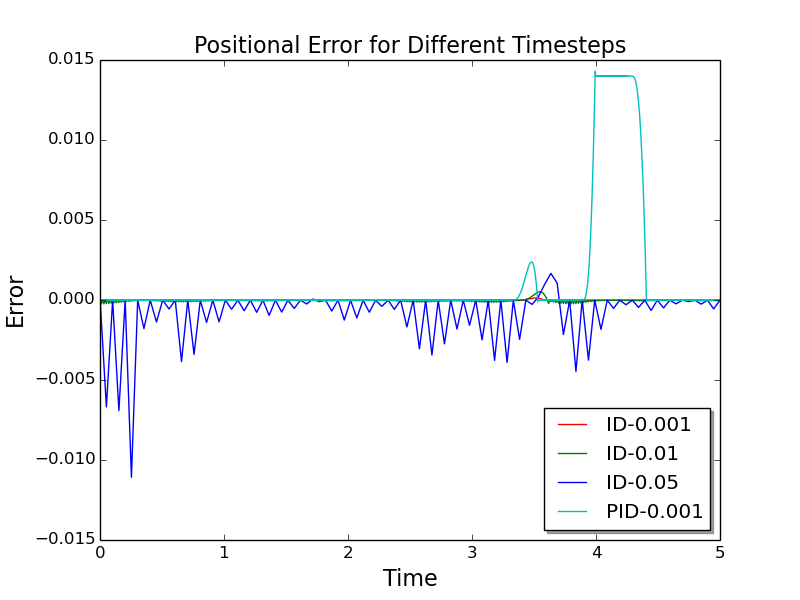 Positional Error for Different Timesteps
0.015
0.010
0.005
0.000
−0.005
−0.010
−0.015
Error
0 1 2 3 4 5
Time
ID-0.001
ID-0.01
ID-0.05
PID-0.001